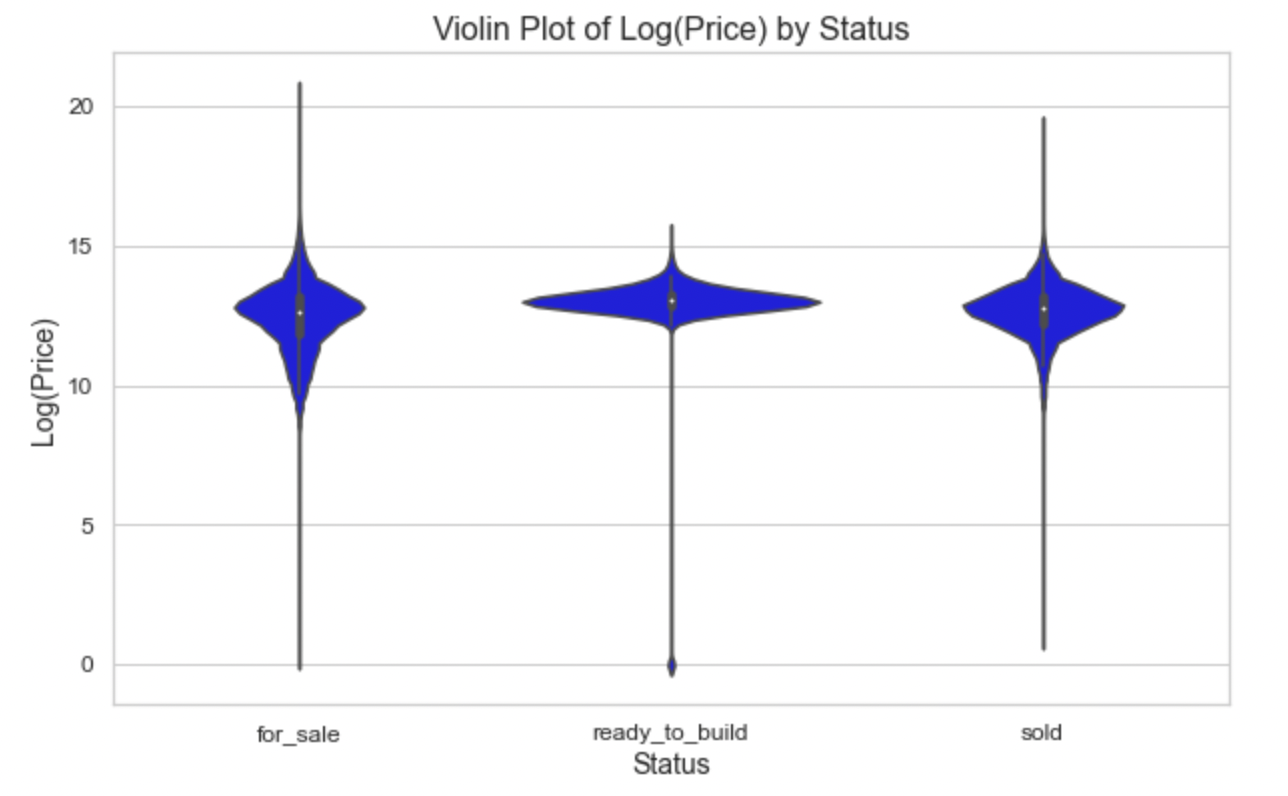 Violin Plot of Log(Price) by Status
20
15
10
5
0
Log(Price)
for_sale
ready_to_build
sold
Status